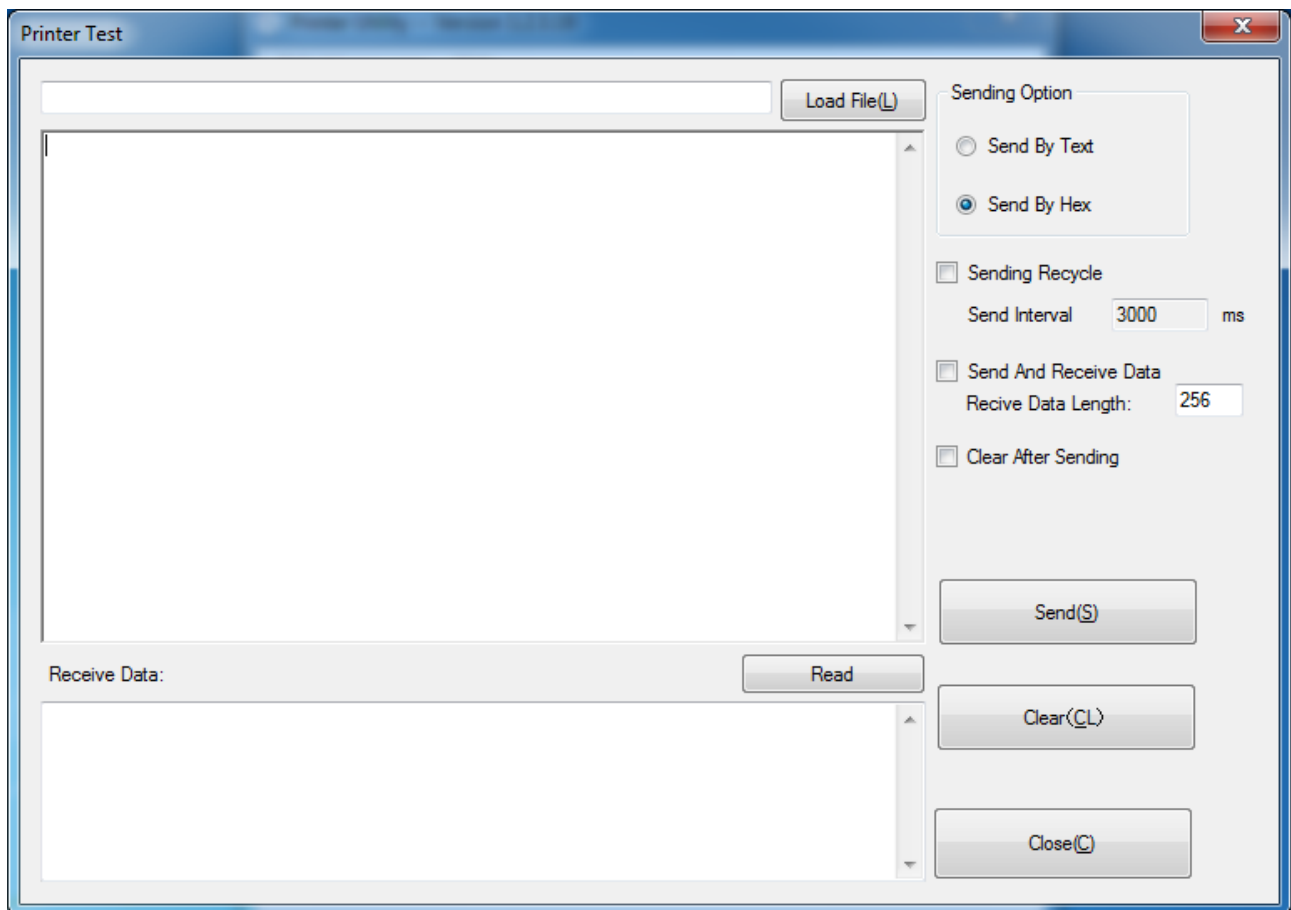 Printer Test
Load File(L)
Sending Option
Send By Text
Send By Hex
Sending Recycle
Send Interval 3000 ms
Send And Receive Data
Recive Data Length: 256
Clear After Sending
Send(S)
Receive Data:
Read
Clear(CL)
Close(C)